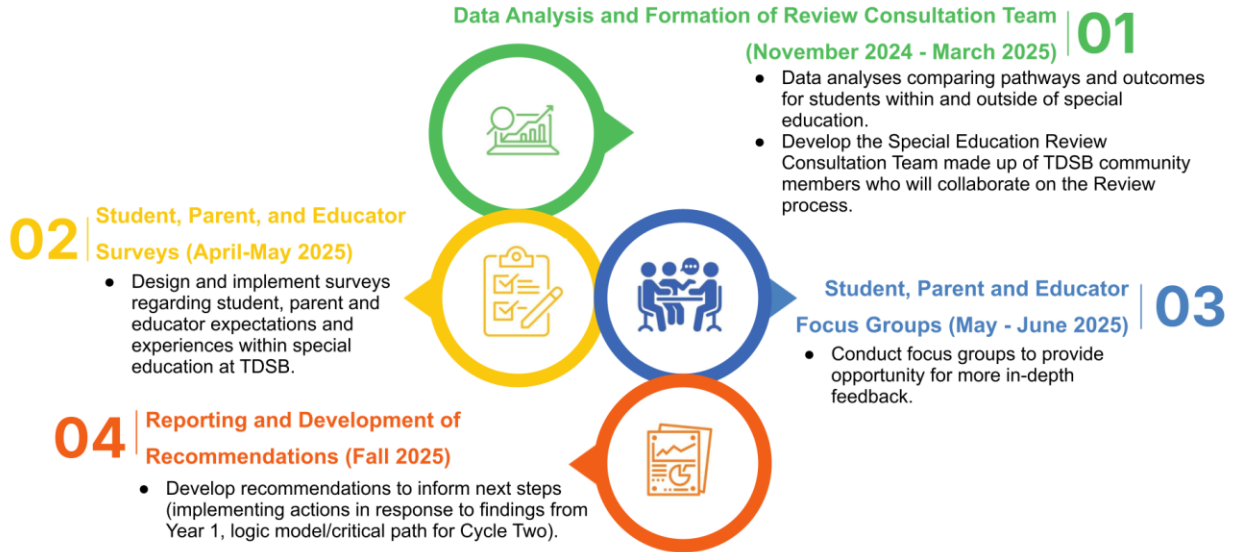 Data Analysis and Formation of Review Consultation Team
(November 2024 - March 2025)
01
● Data analyses comparing pathways and outcomes
for students within and outside of special
education.
● Develop the Special Education Review
Consultation Team made up of TDSB community
members who will collaborate on the Review
process.
02
Student, Parent, and Educator
Surveys (April-May 2025)
● Design and implement surveys
regarding student, parent and
educator expectations and
experiences within special
education at TDSB.
Student, Parent and Educator
Focus Groups (May - June 2025)
03
● Conduct focus groups to provide
opportunity for more in-depth
feedback.
04
Reporting and Development of
Recommendations (Fall 2025)
● Develop recommendations to inform next steps
(implementing actions in response to findings from
Year 1, logic model/critical path for Cycle Two).